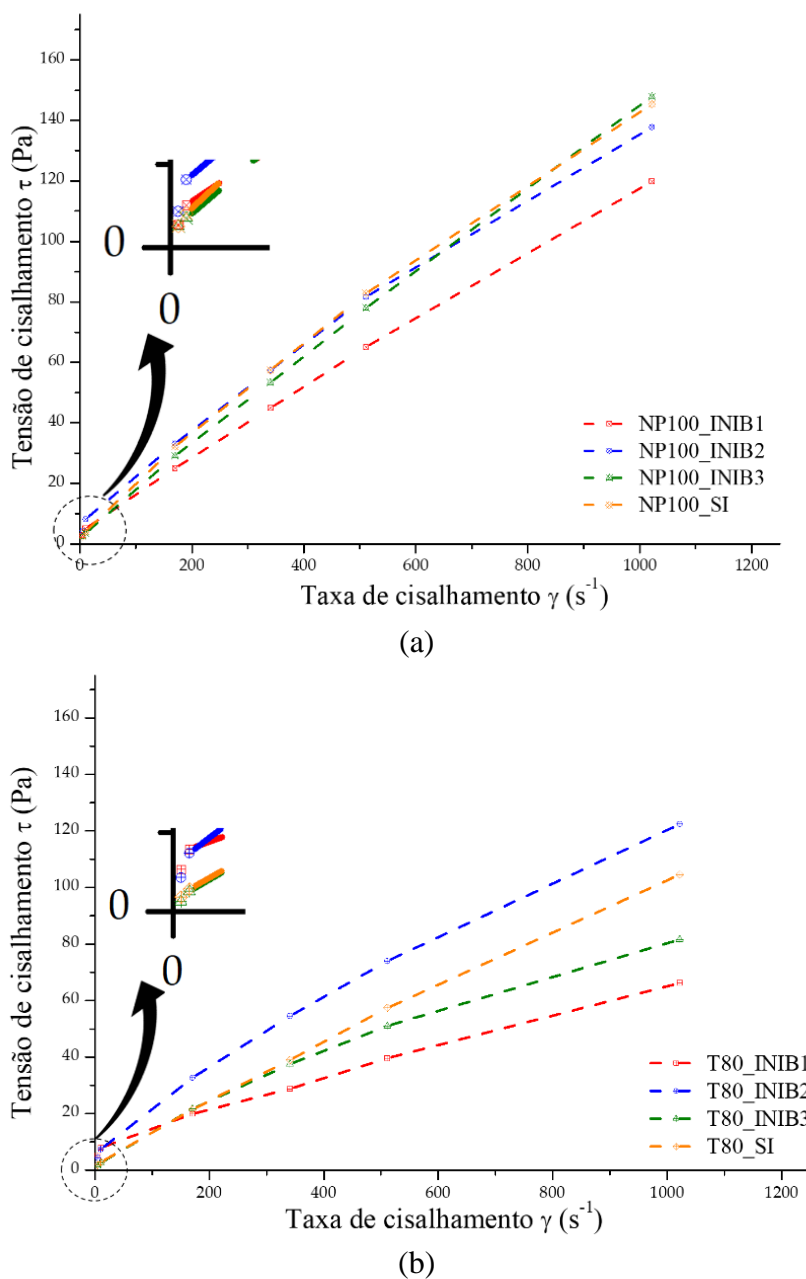 160
140
120
100
80
60
40
20
0
Tensão de cisalhamento τ (Pa)
0
0
NP100_INIB1
NP100_INIB2
NP100_INIB3
NP100_SI
0 200 400 600 800 1000 1200
Taxa de cisalhamento γ (s⁻¹)
(a)
160
140
120
100
80
60
40
20
0
Tensão de cisalhamento τ (Pa)
0
0
T80_INIB1
T80_INIB2
T80_INIB3
T80_SI
0 200 400 600 800 1000 1200
Taxa de cisalhamento γ (s⁻¹)
(b)